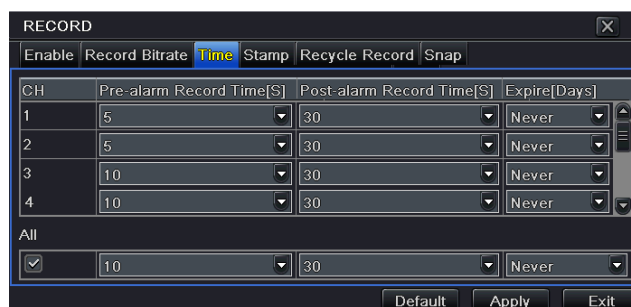 RECORD
Enable Record Bitrate Time Stamp Recycle Record Snap
CH Pre-alarm Record Time[S] Post-alarm Record Time[S] Expire[Days]
1 5 30 Never
2 5 30 Never
3 10 30 Never
4 10 30 Never
All
10 30 Never
Default Apply Exit